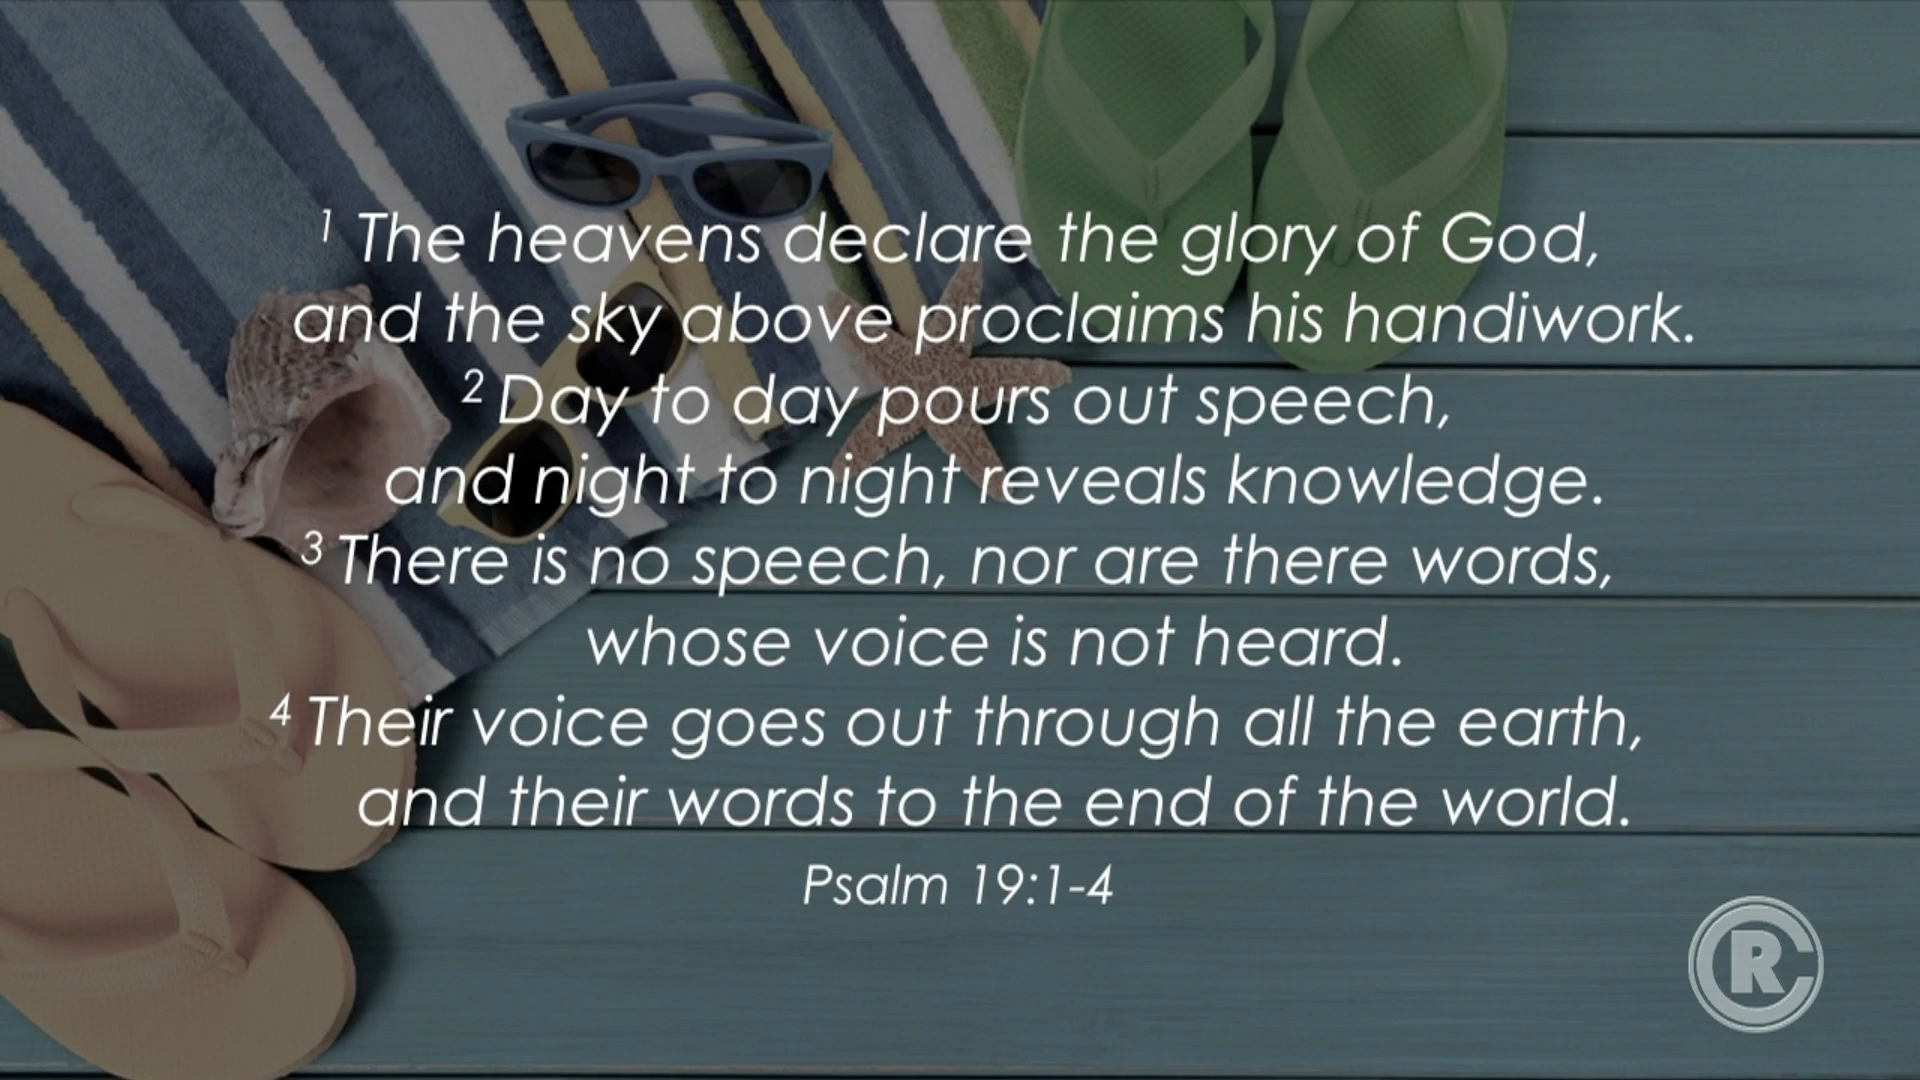 1 The heavens declare the glory of God,
and the sky above proclaims his handiwork.
2 Day to day pours out speech,
and night to night reveals knowledge.
3 There is no speech, nor are there words,
whose voice is not heard.
4 Their voice goes out through all the earth,
and their words to the end of the world.
Psalm 19:1-4
CR